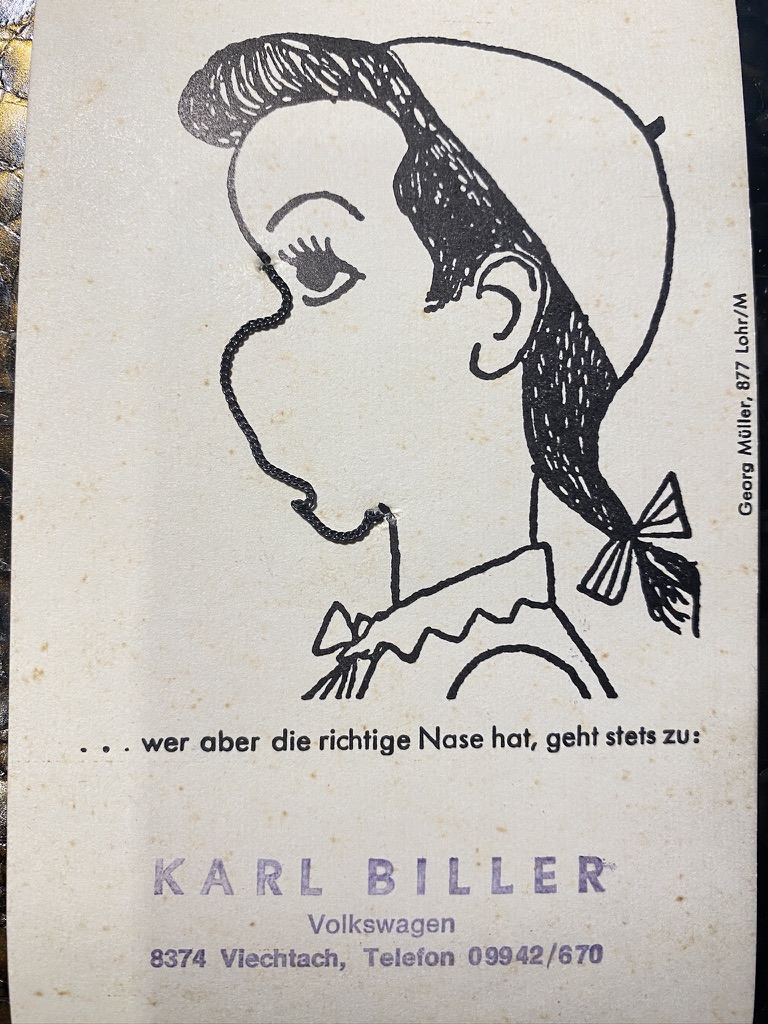 Georg Müller, 877 Lohr/M
... wer aber die richtige Nase hat, geht stets zu:
KARL BILLER
Volkswagen
8374 Viechtach, Telefon 09942/670